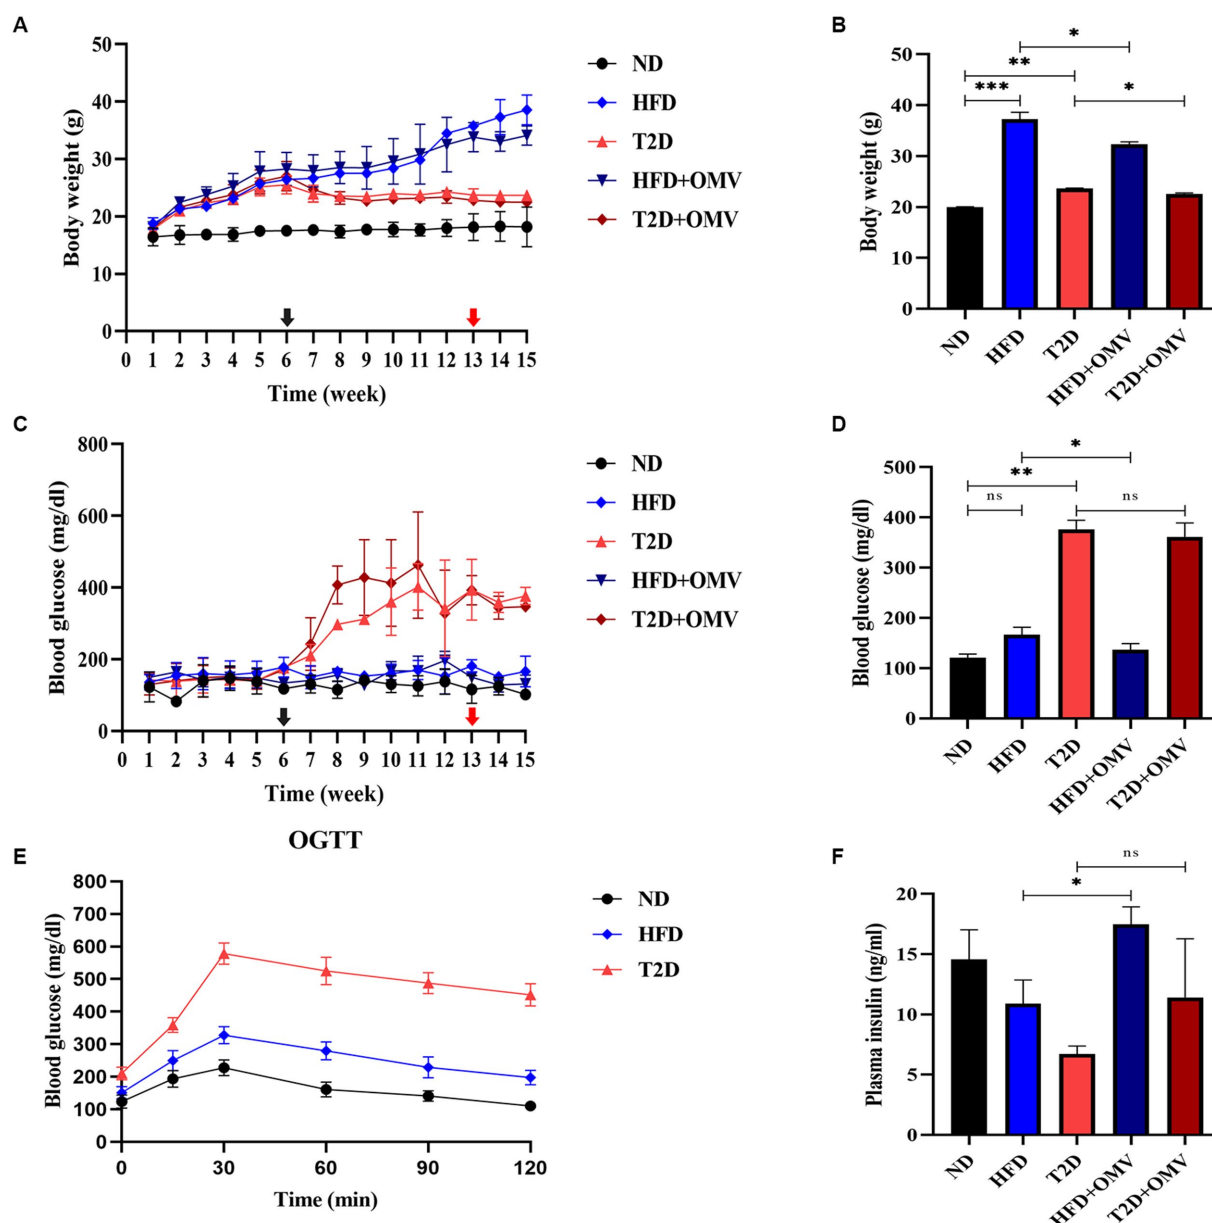 A
Body weight (g)
50
40
30
20
10
0
0 1 2 3 4 5 6 7 8 9 10 11 12 13 14 15
Time (week)
ND
HFD
T2D
HFD+OMV
T2D+OMV
B
Body weight (g)
50
40
30
20
10
0
*
**
***
*
ND HFD T2D HFD+OMV T2D+OMV
C
Blood glucose (mg/dl)
800
600
400
200
0
0 1 2 3 4 5 6 7 8 9 10 11 12 13 14 15
Time (week)
ND
HFD
T2D
HFD+OMV
T2D+OMV
D
Blood glucose (mg/dl)
500
400
300
200
100
0
*
**
ns
ns
ND HFD T2D HFD+OMV T2D+OMV
OGTT
E
Blood glucose (mg/dl)
800
700
600
500
400
300
200
100
0
0 30 60 90 120
Time (min)
ND
HFD
T2D
F
Plasma insulin (ng/ml)
20
15
10
5
0
ns
*
ND HFD T2D HFD+OMV T2D+OMV